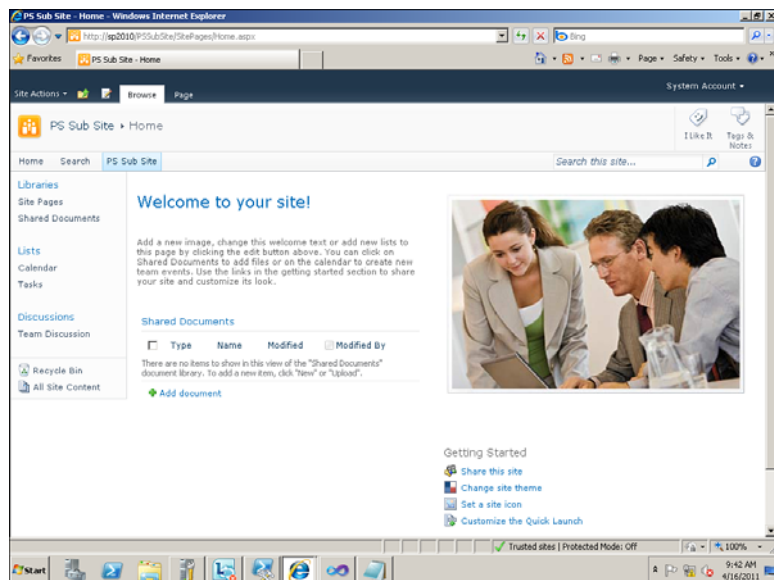 PS Sub Site - Home - Windows Internet Explorer
http://sp2010/PSSubSite/SitePages/Home.aspx
Bing
Favorites
PS Sub Site - Home
Page
Safety
Tools
Site Actions
Browse
Page
System Account
PS Sub Site
Home
I Like It
Tags & Notes
Home
Search
PS Sub Site
Search this site...
Libraries
Site Pages
Shared Documents
Lists
Calendar
Tasks
Discussions
Team Discussion
Recycle Bin
All Site Content
Welcome to your site!
Add a new image, change this welcome text or add new lists to
this page by clicking the edit button above. You can click on
Shared Documents to add files or on the calendar to create new
team events. Use the links in the getting started section to share
your site and customize its look.
Shared Documents
Type
Name
Modified
Modified By
There are no items to show in this view of the "Shared Documents"
document library. To add a new item, click "New" or "Upload".
Add document
Getting Started
Share this site
Change site theme
Set a site icon
Customize the Quick Launch
Trusted sites | Protected Mode: Off
100%
Start
9:42 AM
4/16/2011